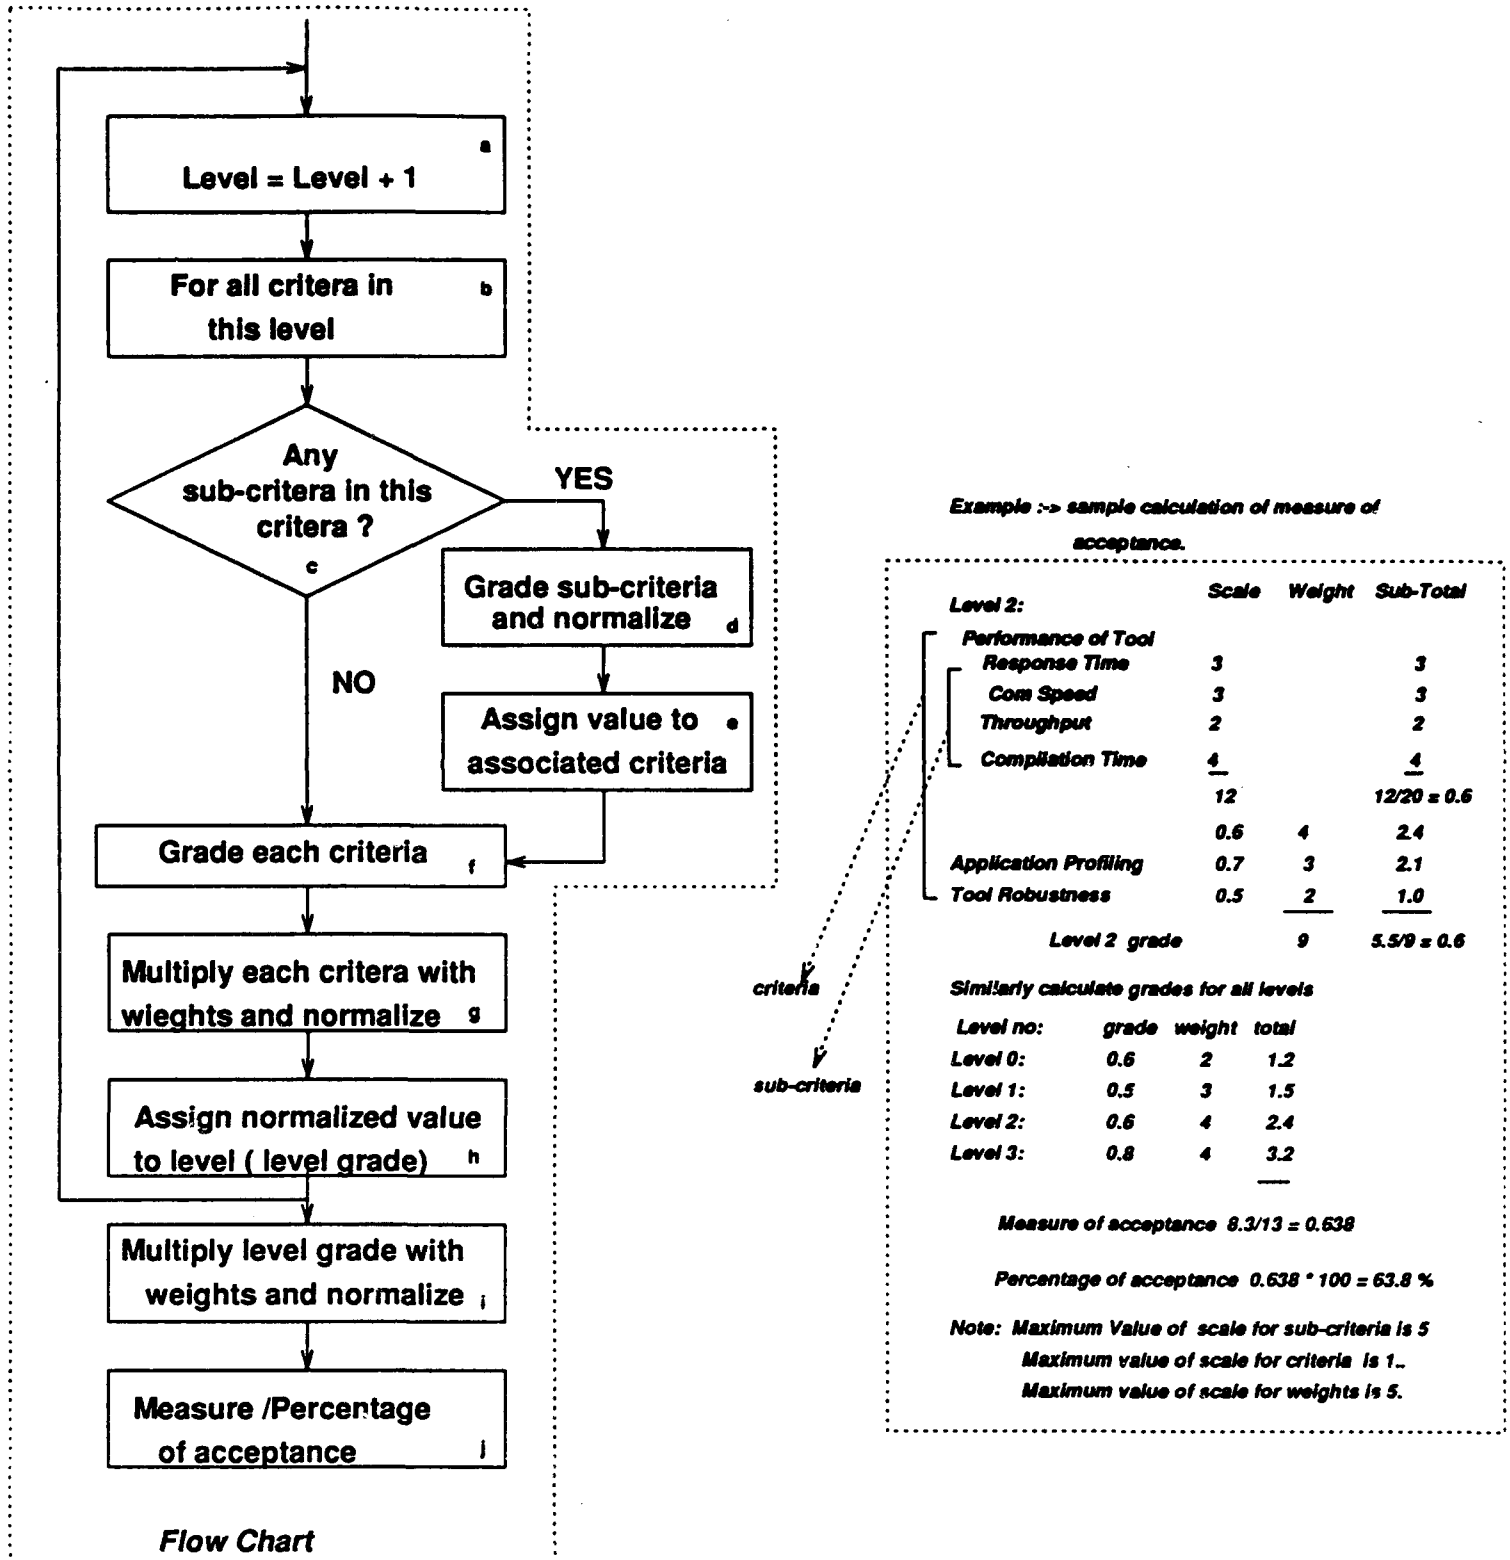 a
Level = Level + 1
For all critera in b
this level
Any
sub-critera in this
critera ?
c
YES
NO
Grade sub-criteria
and normalize d
Assign value to e
associated criteria
Grade each criteria f
Multiply each critera with
wieghts and normalize g
Assign normalized value
to level ( level grade) h
Multiply level grade with
weights and normalize i
Measure /Percentage
of acceptance j
Flow Chart
Example :-> sample calculation of measure of
acceptance.
Scale Weight Sub-Total
Level 2:
Performance of Tool
Response Time 3 3
Com Speed 3 3
Throughput 2 2
Compilation Time 4 4
12 12/20 = 0.6
0.6 4 2.4
Application Profiling 0.7 3 2.1
Tool Robustness 0.5 2 1.0
Level 2 grade 9 5.5/9 = 0.6
criteria
sub-criteria
Similarly calculate grades for all levels
Level no: grade weight total
Level 0: 0.6 2 1.2
Level 1: 0.5 3 1.5
Level 2: 0.6 4 2.4
Level 3: 0.8 4 3.2
Measure of acceptance 8.3/13 = 0.638
Percentage of acceptance 0.638 * 100 = 63.8 %
Note: Maximum Value of scale for sub-criteria is 5
Maximum value of scale for criteria is 1..
Maximum value of scale for weights is 5.